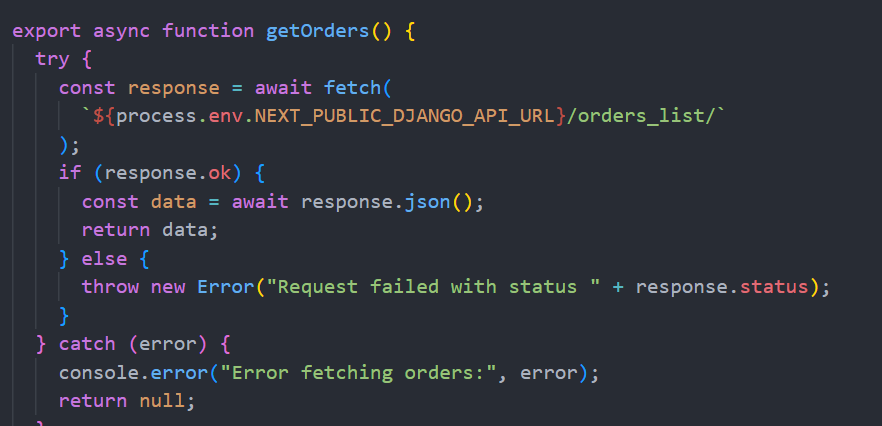 export async function getOrders() {
try {
const response = await fetch(
`${process.env.NEXT_PUBLIC_DJANGO_API_URL}/orders_list/`
);
if (response.ok) {
const data = await response.json();
return data;
} else {
throw new Error("Request failed with status " + response.status);
}
} catch (error) {
console.error("Error fetching orders:", error);
return null;